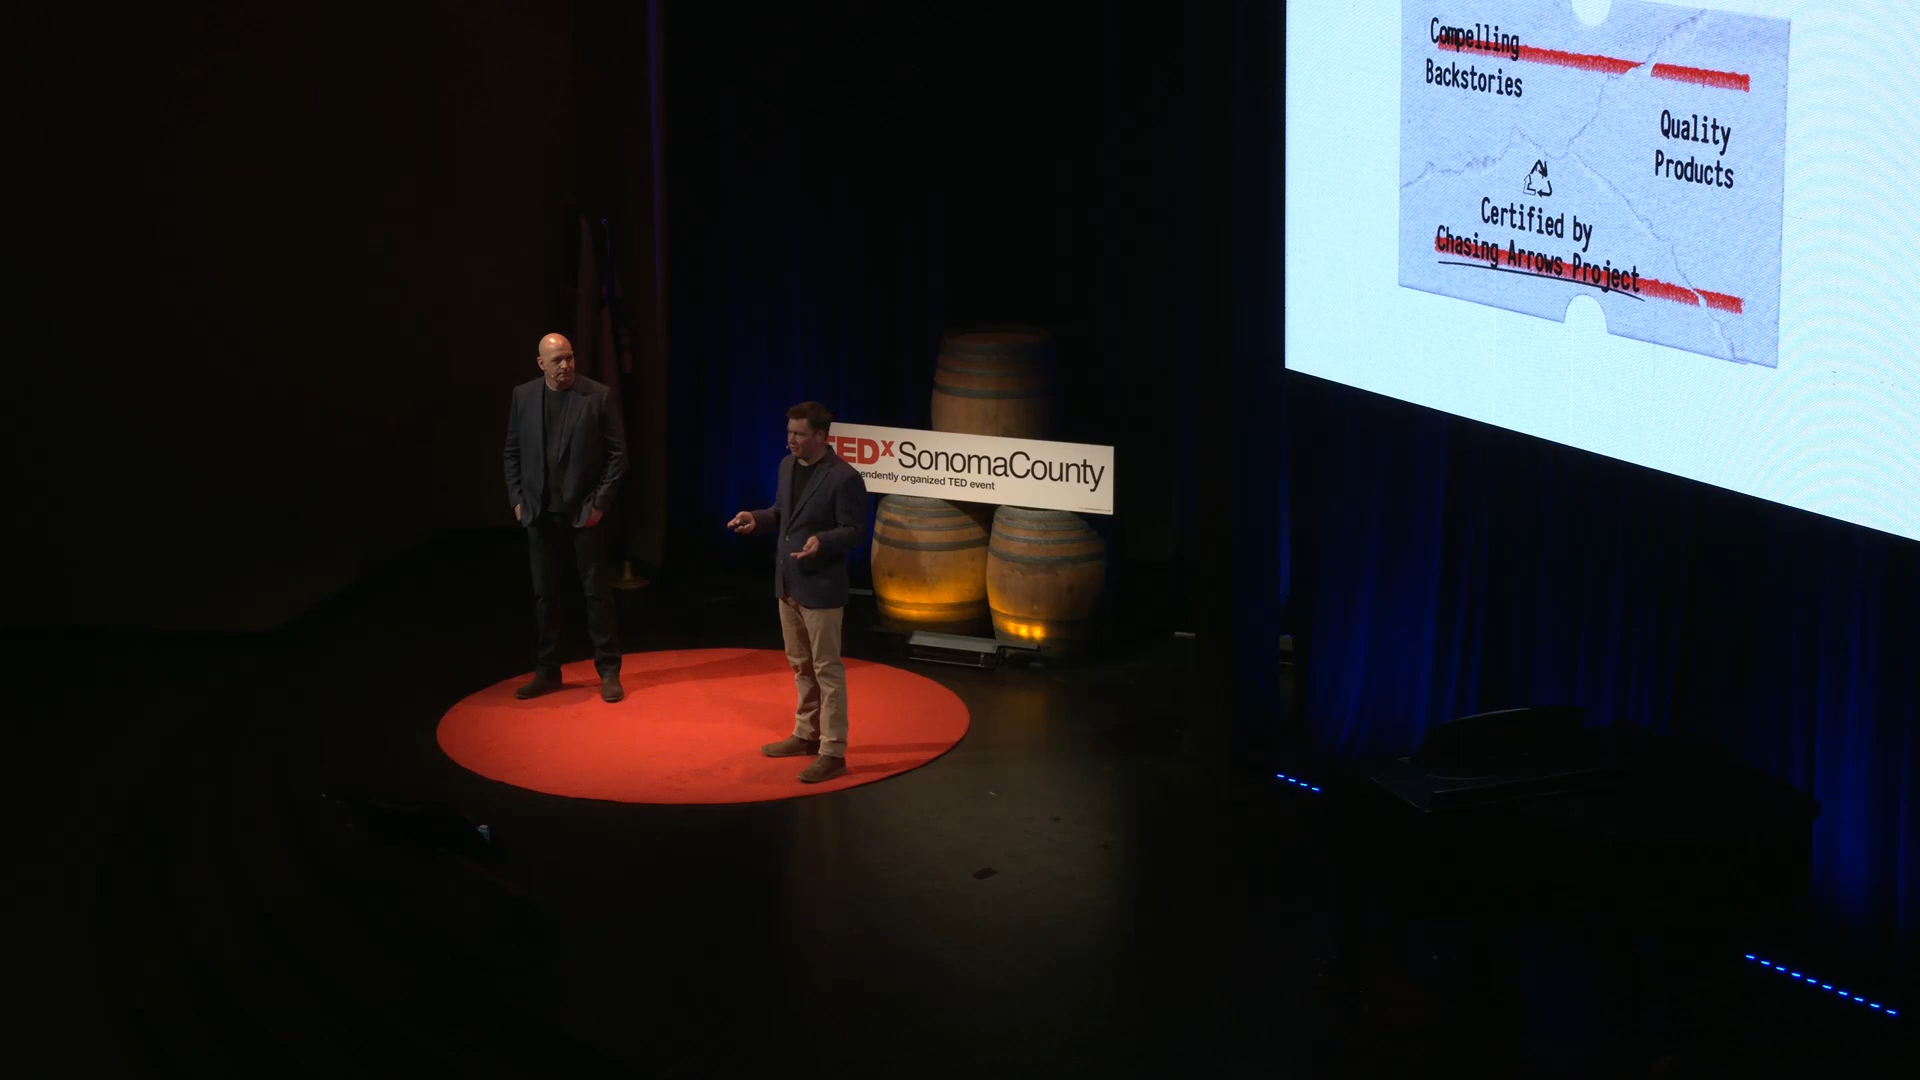 Compelling
Backstories
Quality
Products
Certified by
Chasing Arrows Project
TEDx SonomaCounty
endently organized TED event